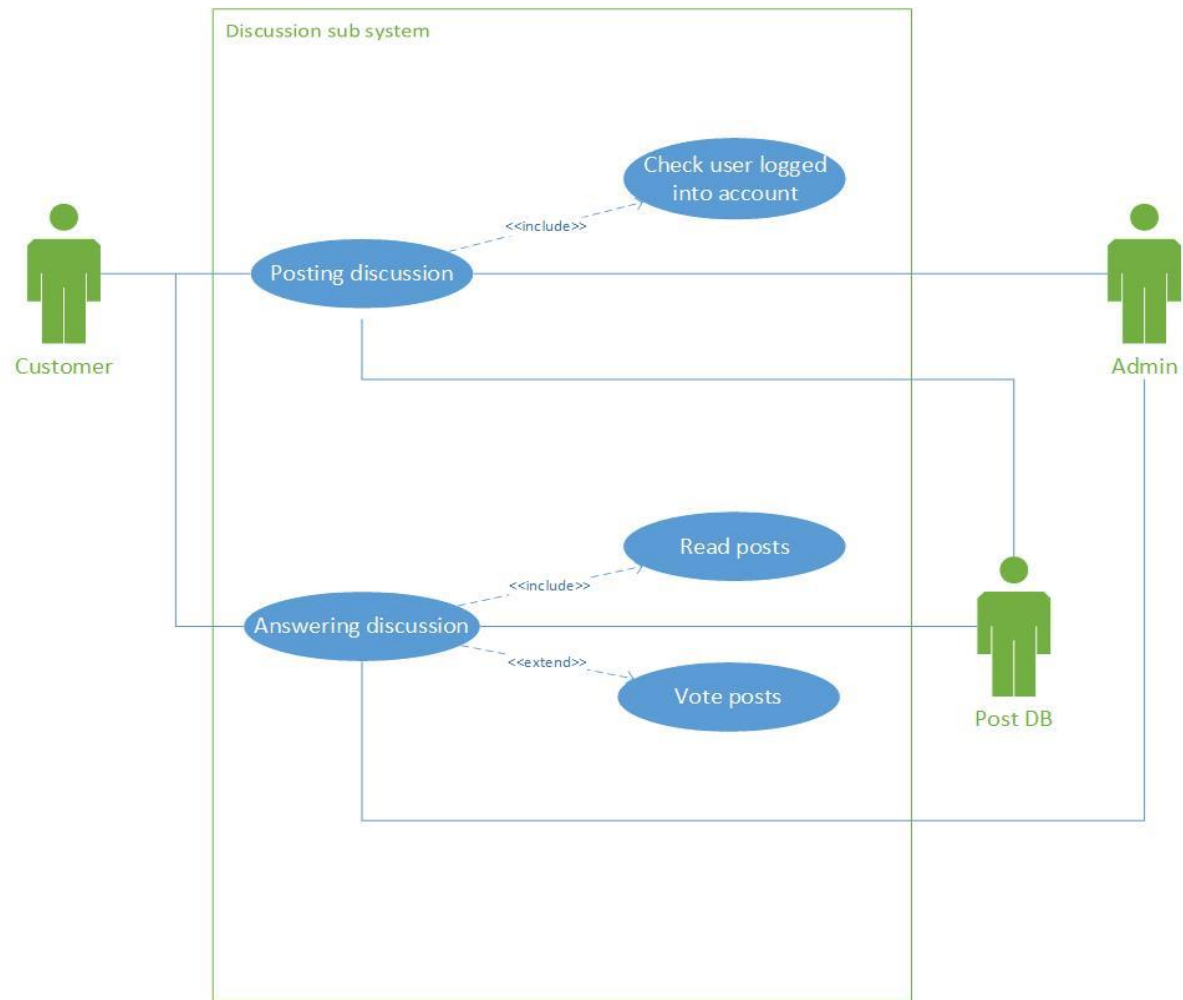 Discussion sub system
Check user logged
into account
<<include>>
Posting discussion
Customer
Admin
Read posts
<<include>>
Answering discussion
<<extend>>
Vote posts
Post DB